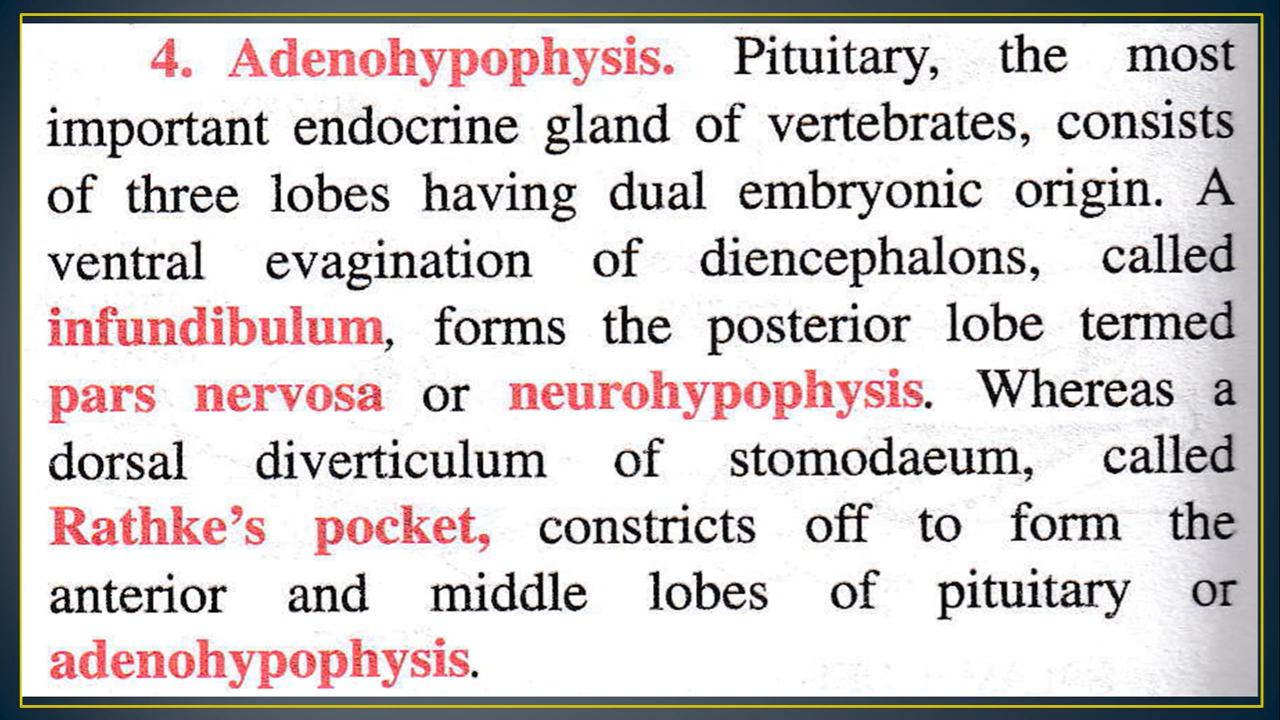 4. Adenohypophysis. Pituitary, the most
important endocrine gland of vertebrates, consists
of three lobes having dual embryonic origin. A
ventral evagination of diencephalons, called
infundibulum, forms the posterior lobe termed
pars nervosa or neurohypophysis. Whereas a
dorsal diverticulum of stomodaeum, called
Rathke's pocket, constricts off to form the
anterior and middle lobes of pituitary or
adenohypophysis.